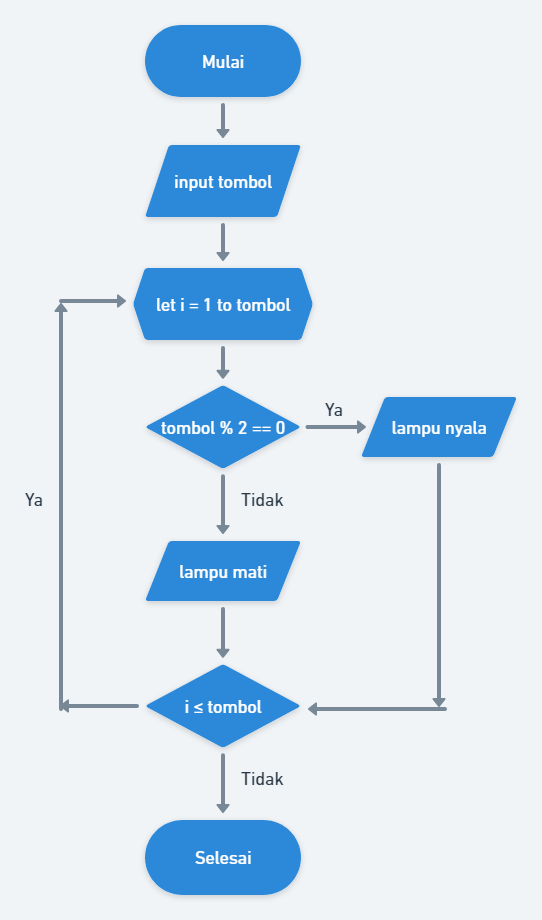 Mulai
input tombol
let i = 1 to tombol
tombol % 2 == 0
Ya
lampu nyala
Tidak
Ya
lampu mati
i ≤ tombol
Tidak
Selesai